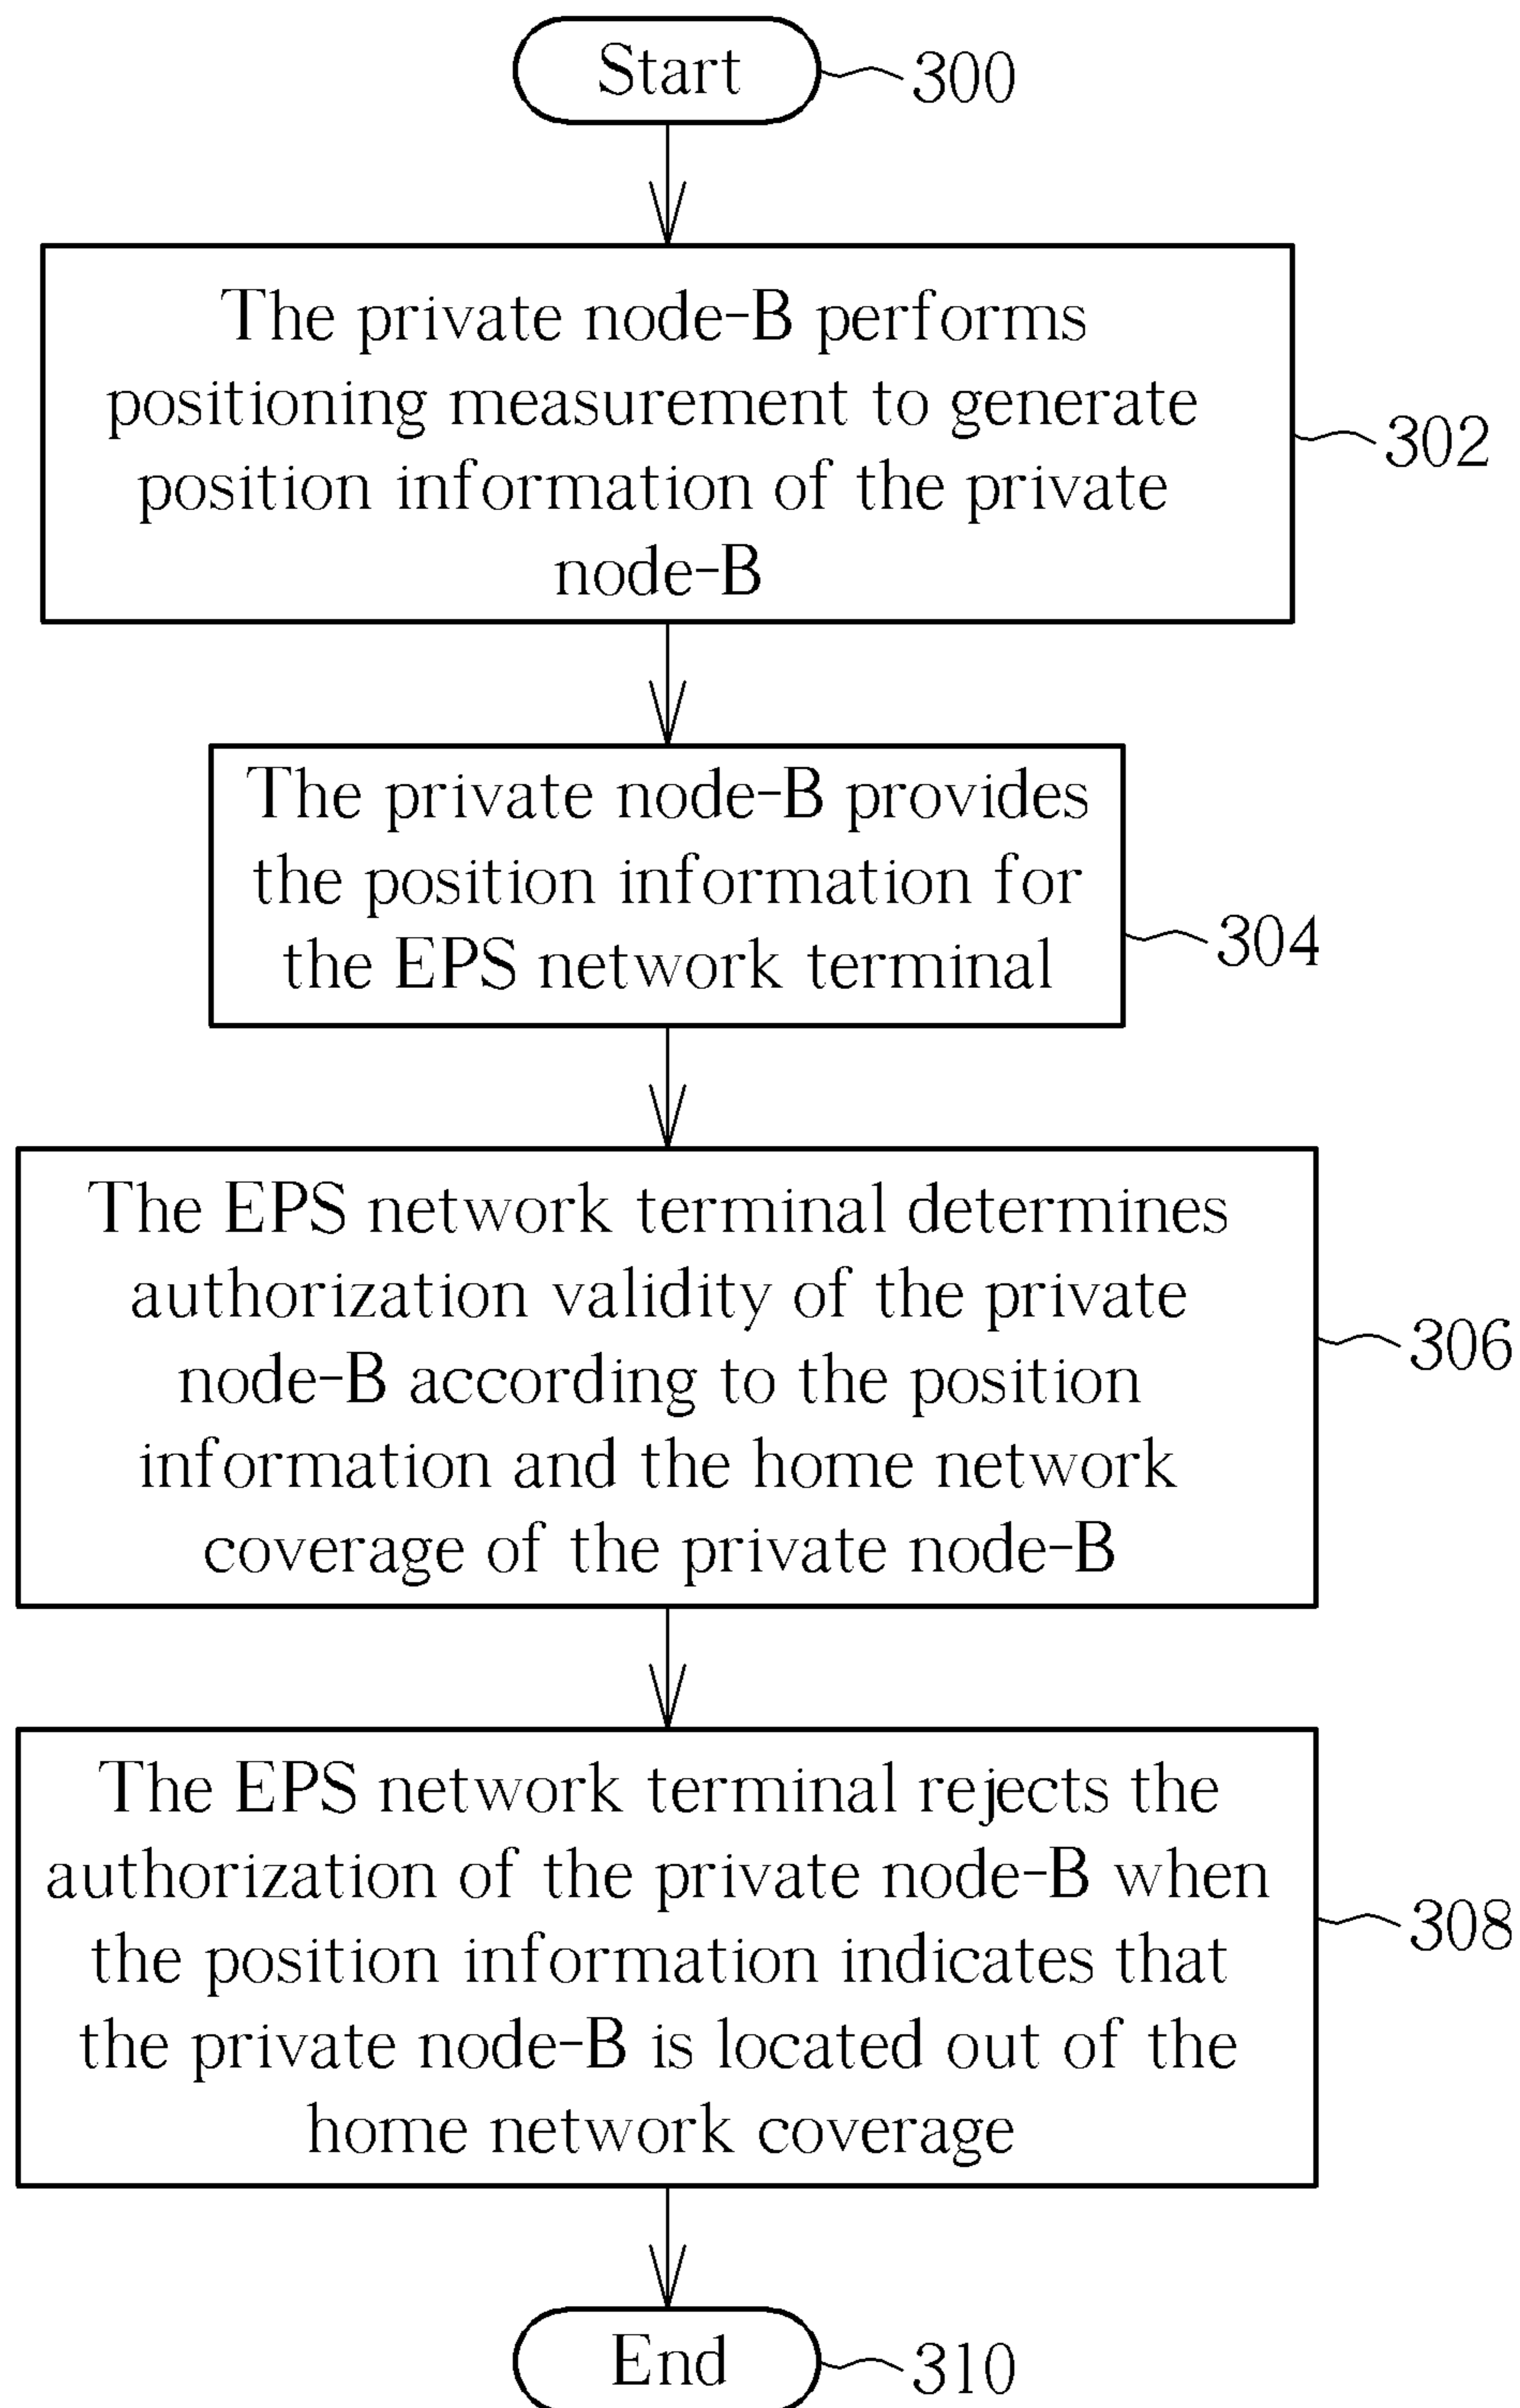 Start
300
The private node-B performs
positioning measurement to generate
position information of the private
node-B
302
The private node-B provides
the position information for
the EPS network terminal
304
The EPS network terminal determines
authorization validity of the private
node-B according to the position
information and the home network
coverage of the private node-B
306
The EPS network terminal rejects the
authorization of the private node-B when
the position information indicates that
the private node-B is located out of the
home network coverage
308
End
310